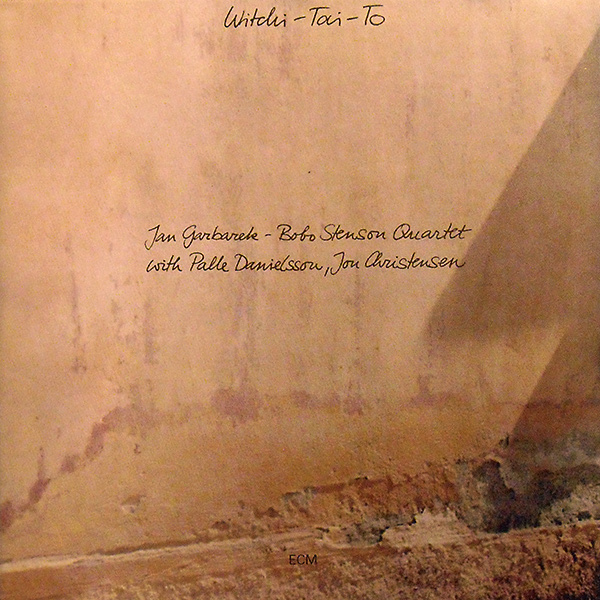 Witchi-Tai-To
Jan Garbarek - Bobo Stenson Quartet
with Palle Danielsson, Jon Christensen
ECM